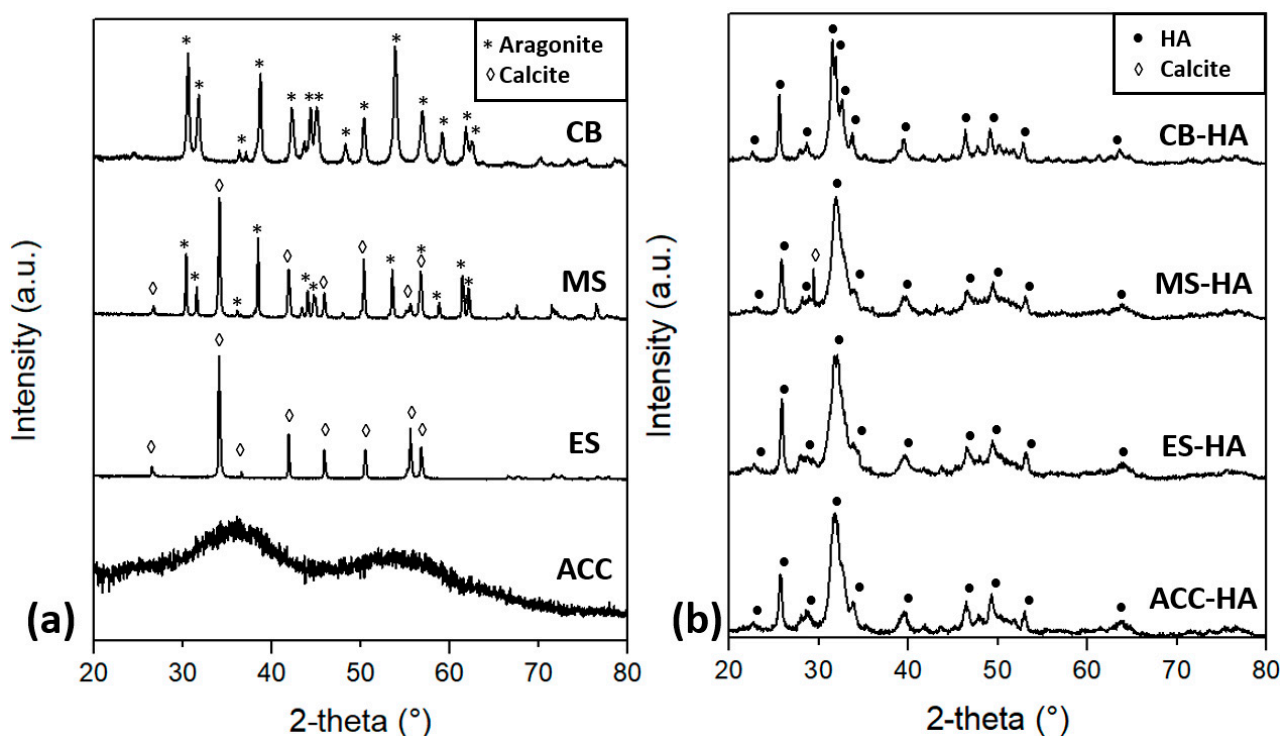 * Aragonite
◊ Calcite
CB
MS
ES
ACC
(a)
Intensity (a.u.)
20 30 40 50 60 70 80
2-theta (°)
● HA
◊ Calcite
CB-HA
MS-HA
ES-HA
ACC-HA
(b)
Intensity (a.u.)
20 30 40 50 60 70 80
2-theta (°)